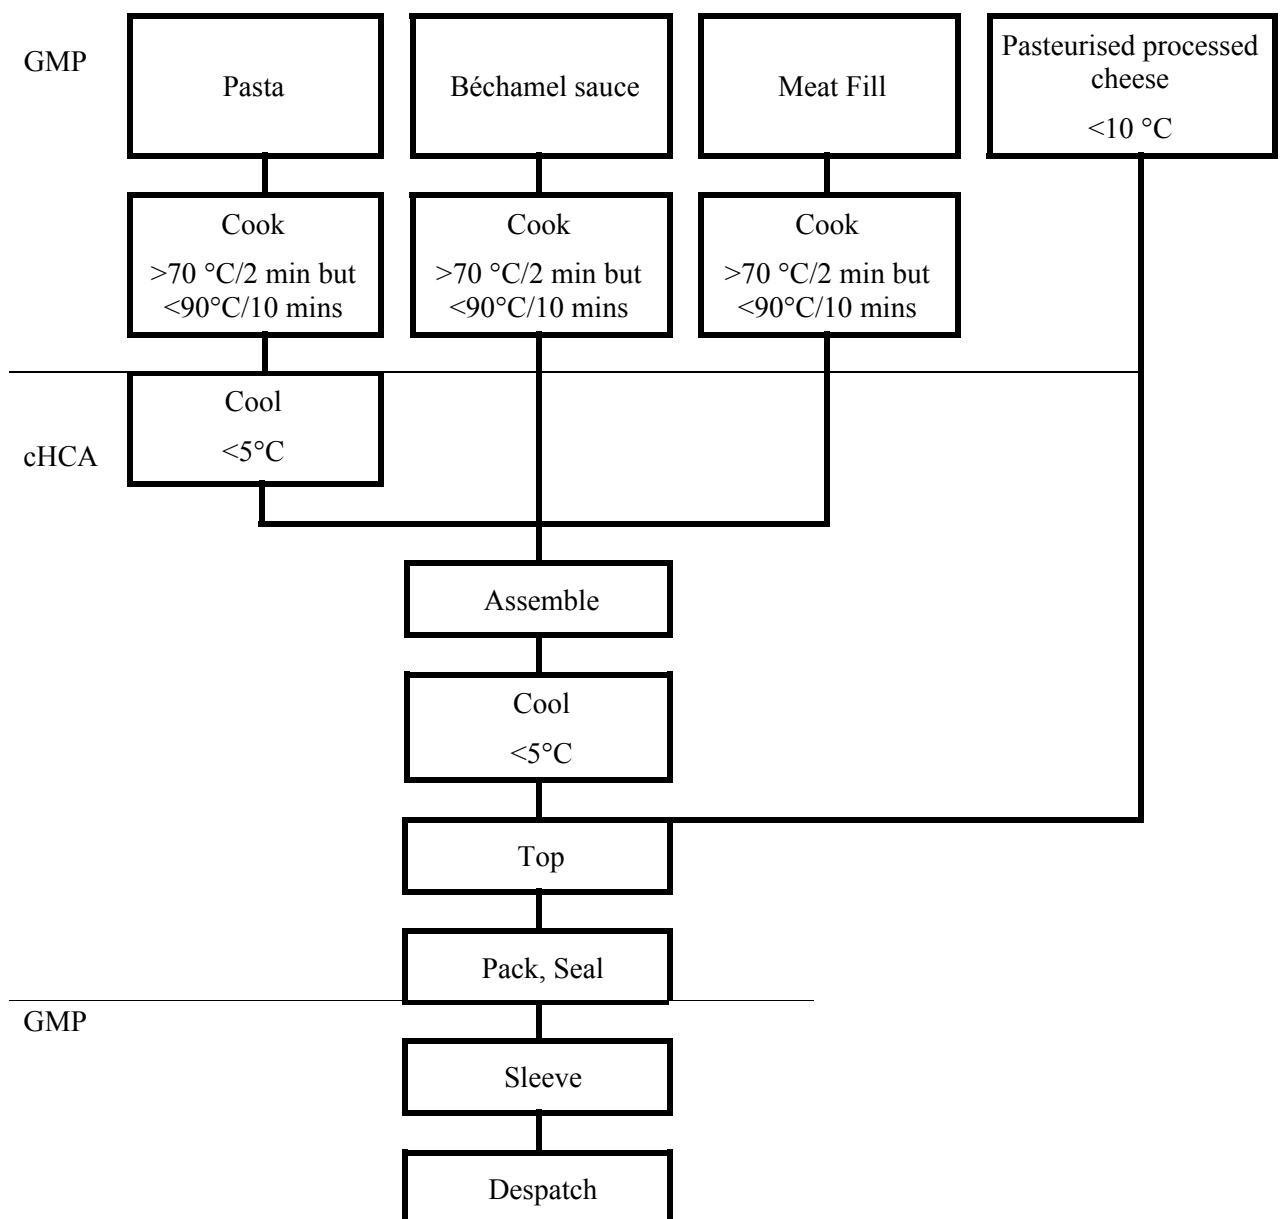 GMP
Pasta
Béchamel sauce
Meat Fill
Pasteurised processed
cheese
<10 °C
Cook
>70 °C/2 min but
<90°C/10 mins
Cook
>70 °C/2 min but
<90°C/10 mins
Cook
>70 °C/2 min but
<90°C/10 mins
cHCA
Cool
<5°C
Assemble
Cool
<5°C
Top
Pack, Seal
GMP
Sleeve
Despatch